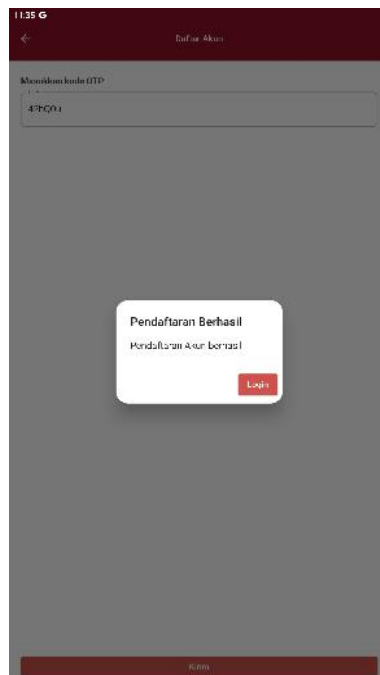 11:35 G
Daftar Akun
Masukkan kode OTP
Pendaftaran Berhasil
Pendaftaran Akun berhasil
Login
Kirim